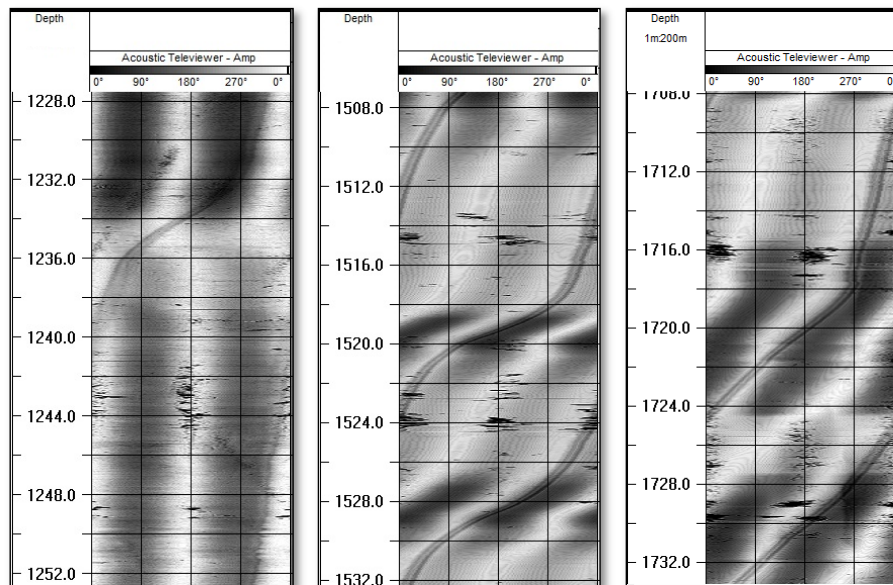 Depth
Acoustic Televiewer - Amp
0° 90° 180° 270° 0°
1228.0
1232.0
1236.0
1240.0
1244.0
1248.0
1252.0
Depth
Acoustic Televiewer - Amp
0° 90° 180° 270° 0°
1508.0
1512.0
1516.0
1520.0
1524.0
1528.0
1532.0
Depth
1m:200m
Acoustic Televiewer - Amp
0° 90° 180° 270° 0
1708.0
1712.0
1716.0
1720.0
1724.0
1728.0
1732.0